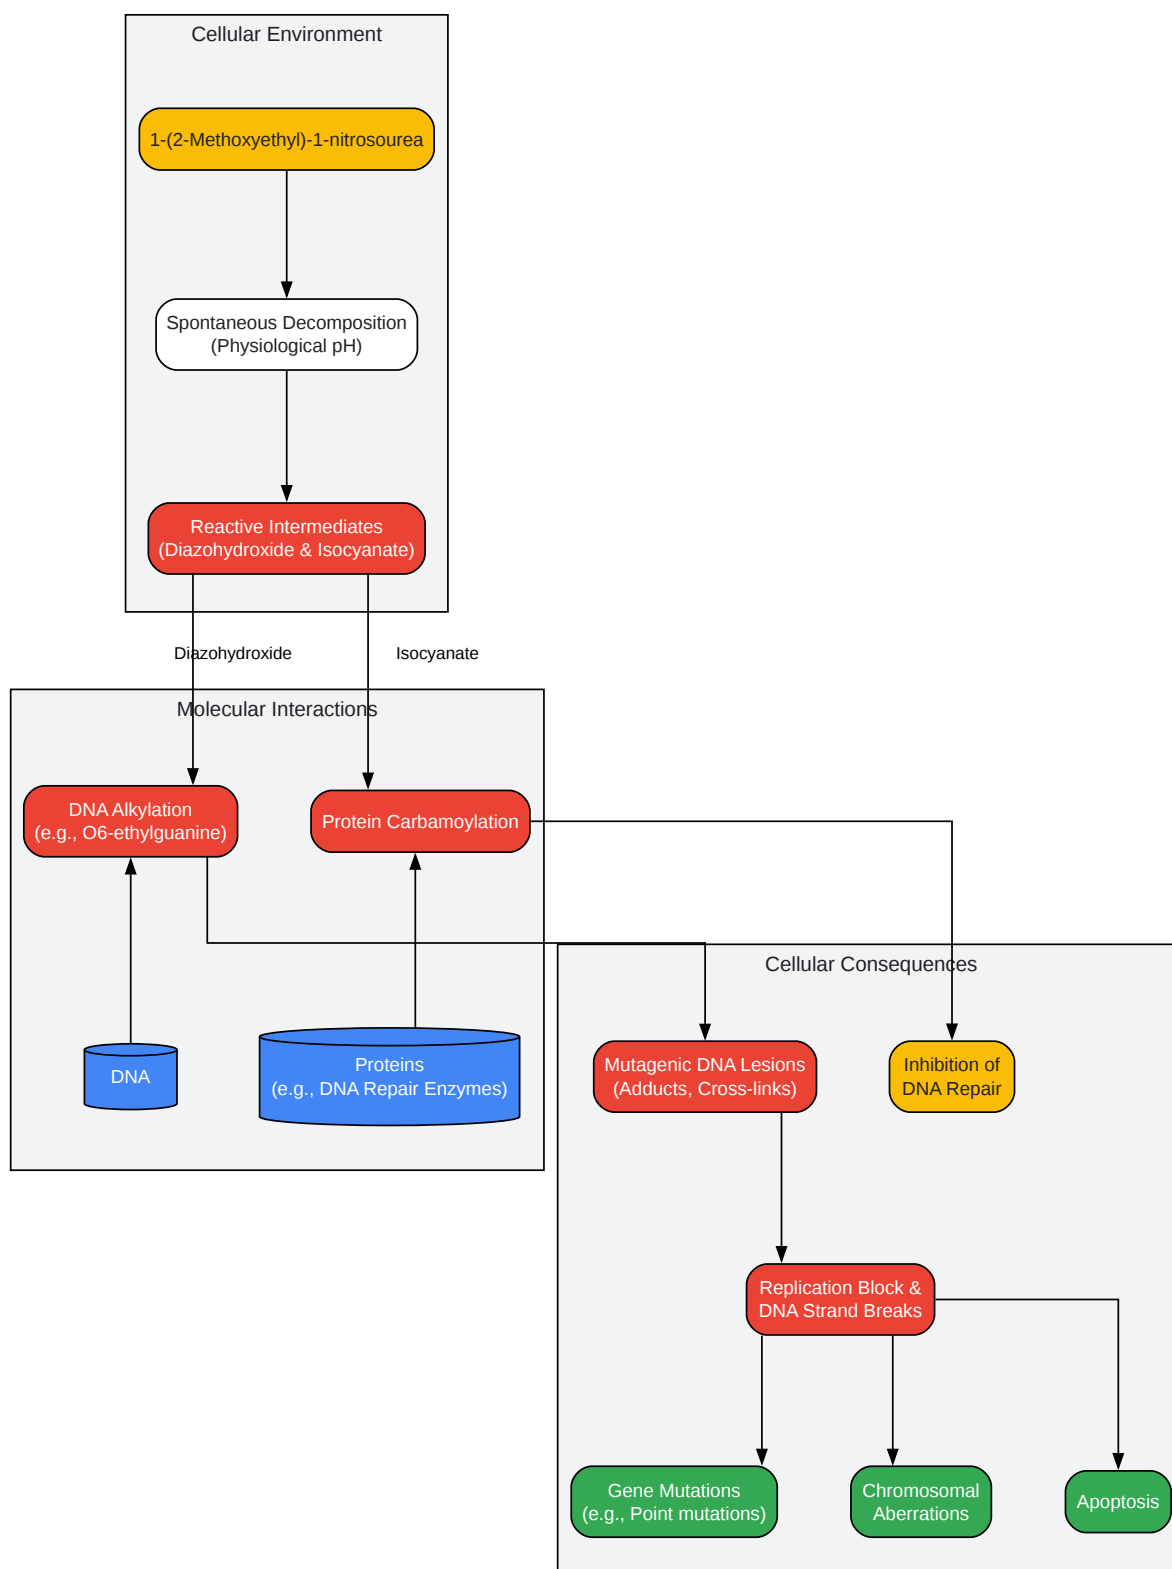 Cellular Environment
1-(2-Methoxyethyl)-1-nitrosourea
Spontaneous Decomposition
(Physiological pH)
Reactive Intermediates
(Diazohydroxide & Isocyanate)
Diazohydroxide
Isocyanate
Molecular Interactions
DNA Alkylation
(e.g., O6-ethylguanine)
Protein Carbamoylation
DNA
Proteins
(e.g., DNA Repair Enzymes)
Cellular Consequences
Mutagenic DNA Lesions
(Adducts, Cross-links)
Inhibition of
DNA Repair
Replication Block &
DNA Strand Breaks
Gene Mutations
(e.g., Point mutations)
Chromosomal
Aberrations
Apoptosis